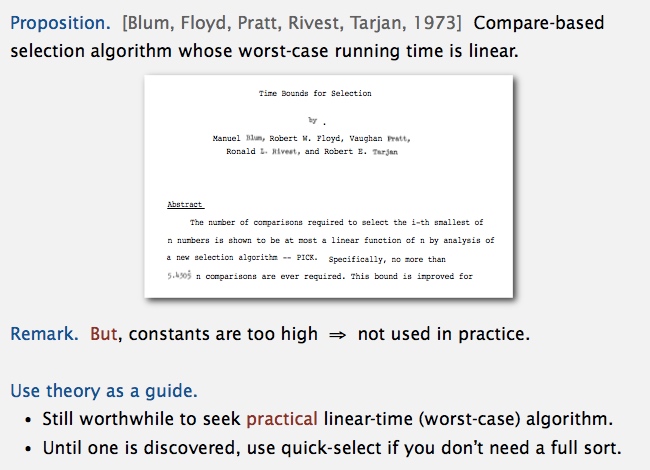 Proposition. [Blum, Floyd, Pratt, Rivest, Tarjan, 1973] Compare-based
selection algorithm whose worst-case running time is linear.
Time Bounds for Selection
by .
Manuel Blum, Robert W. Floyd, Vaughan Pratt,
Ronald L. Rivest, and Robert E. Tarjan
Abstract
The number of comparisons required to select the i-th smallest of
n numbers is shown to be at most a linear function of n by analysis of
a new selection algorithm -- PICK. Specifically, no more than
n comparisons are ever required. This bound is improved for
Remark. But, constants are too high ⇒ not used in practice.
Use theory as a guide.
• Still worthwhile to seek practical linear-time (worst-case) algorithm.
• Until one is discovered, use quick-select if you don't need a full sort.